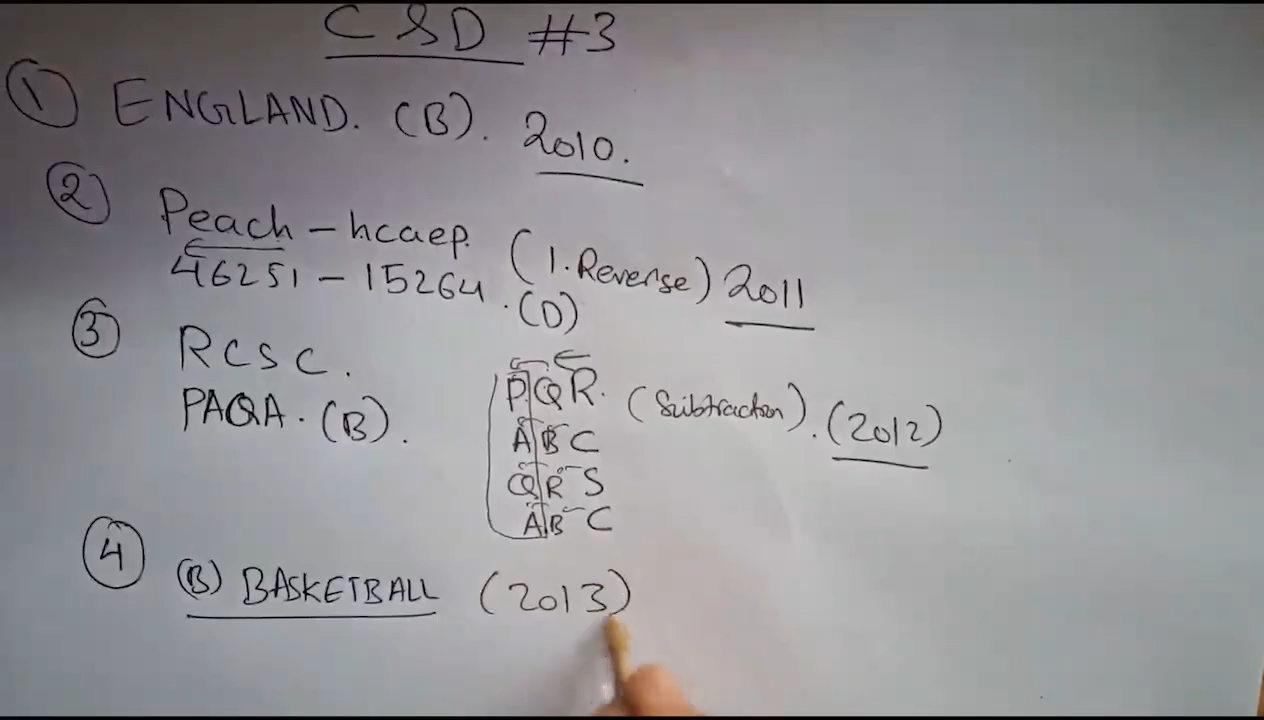 CSD #3
① ENGLAND. (B). 2010.
② Peach – hcaep. (1. Reverse) 2011
46251 – 15264. (D)
③ RCSC.
PAQA. (B).
PQR. (Subtraction). (2012)
ABC
QRS
ABC
④ (B) BASKETBALL (2013)